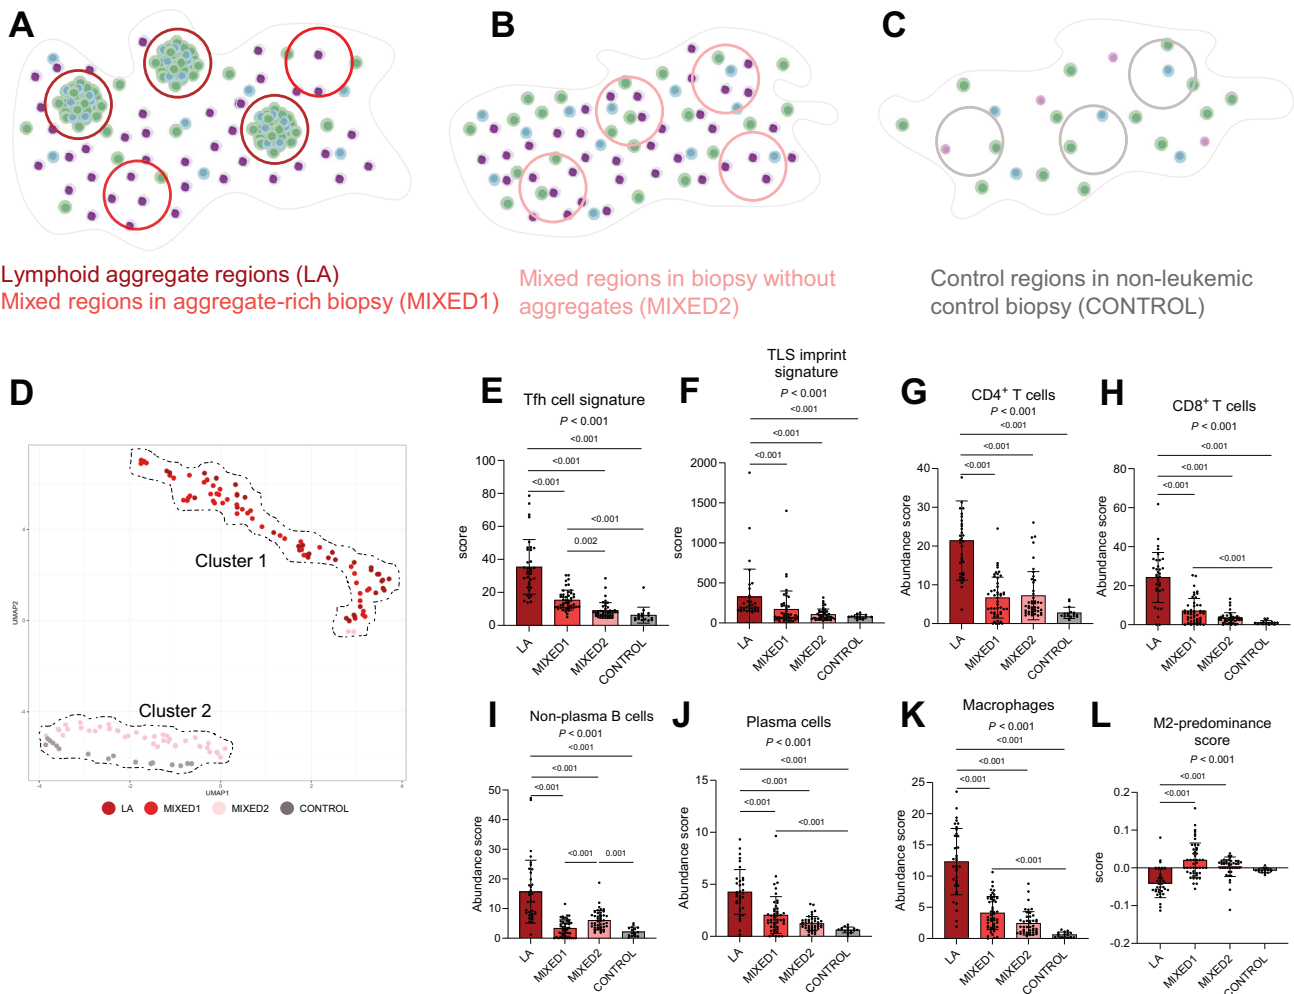 A
B
C
Lymphoid aggregate regions (LA)
Mixed regions in aggregate-rich biopsy (MIXED1)
Mixed regions in biopsy without
aggregates (MIXED2)
Control regions in non-leukemic
control biopsy (CONTROL)
D
Cluster 1
Cluster 2
UMAP2
4
0
-4
-4
-2
0
2
4
UMAP1
LA
MIXED1
MIXED2
CONTROL
E
Tfh cell signature
P < 0.001
<0.001
<0.001
<0.001
<0.001
0.002
score
100
80
60
40
20
0
LA
MIXED1
MIXED2
CONTROL
F
TLS imprint
signature
P < 0.001
<0.001
<0.001
<0.001
score
2000
1500
1000
500
0
LA
MIXED1
MIXED2
CONTROL
G
CD4+ T cells
P < 0.001
<0.001
<0.001
<0.001
Abundance score
40
30
20
10
0
LA
MIXED1
MIXED2
CONTROL
H
CD8+ T cells
P < 0.001
<0.001
<0.001
<0.001
<0.001
Abundance score
80
60
40
20
0
LA
MIXED1
MIXED2
CONTROL
I
Non-plasma B cells
P < 0.001
<0.001
<0.001
<0.001
<0.001
0.001
Abundance score
50
40
30
20
10
0
LA
MIXED1
MIXED2
CONTROL
J
Plasma cells
P < 0.001
<0.001
<0.001
<0.001
<0.001
Abundance score
15
10
5
0
LA
MIXED1
MIXED2
CONTROL
K
Macrophages
P < 0.001
<0.001
<0.001
<0.001
<0.001
Abundance score
25
20
15
10
5
0
LA
MIXED1
MIXED2
CONTROL
L
M2-predominance
score
P < 0.001
<0.001
<0.001
score
0.2
0.1
0.0
-0.1
-0.2
LA
MIXED1
MIXED2
CONTROL